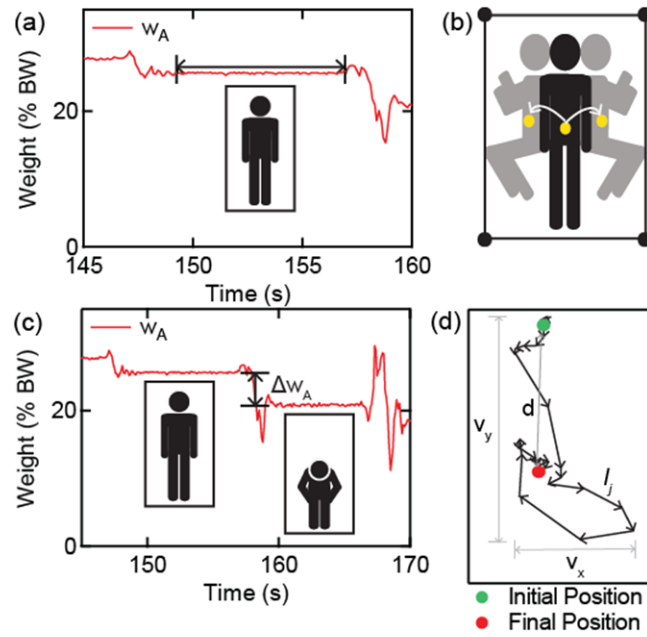 (a)
w_A
Weight (% BW)
20
0
145
150
155
160
Time (s)
(b)
(c)
w_A
Δw_A
Weight (% BW)
20
0
150
160
170
Time (s)
(d)
d
v_y
l_j
v_x
Initial Position
Final Position